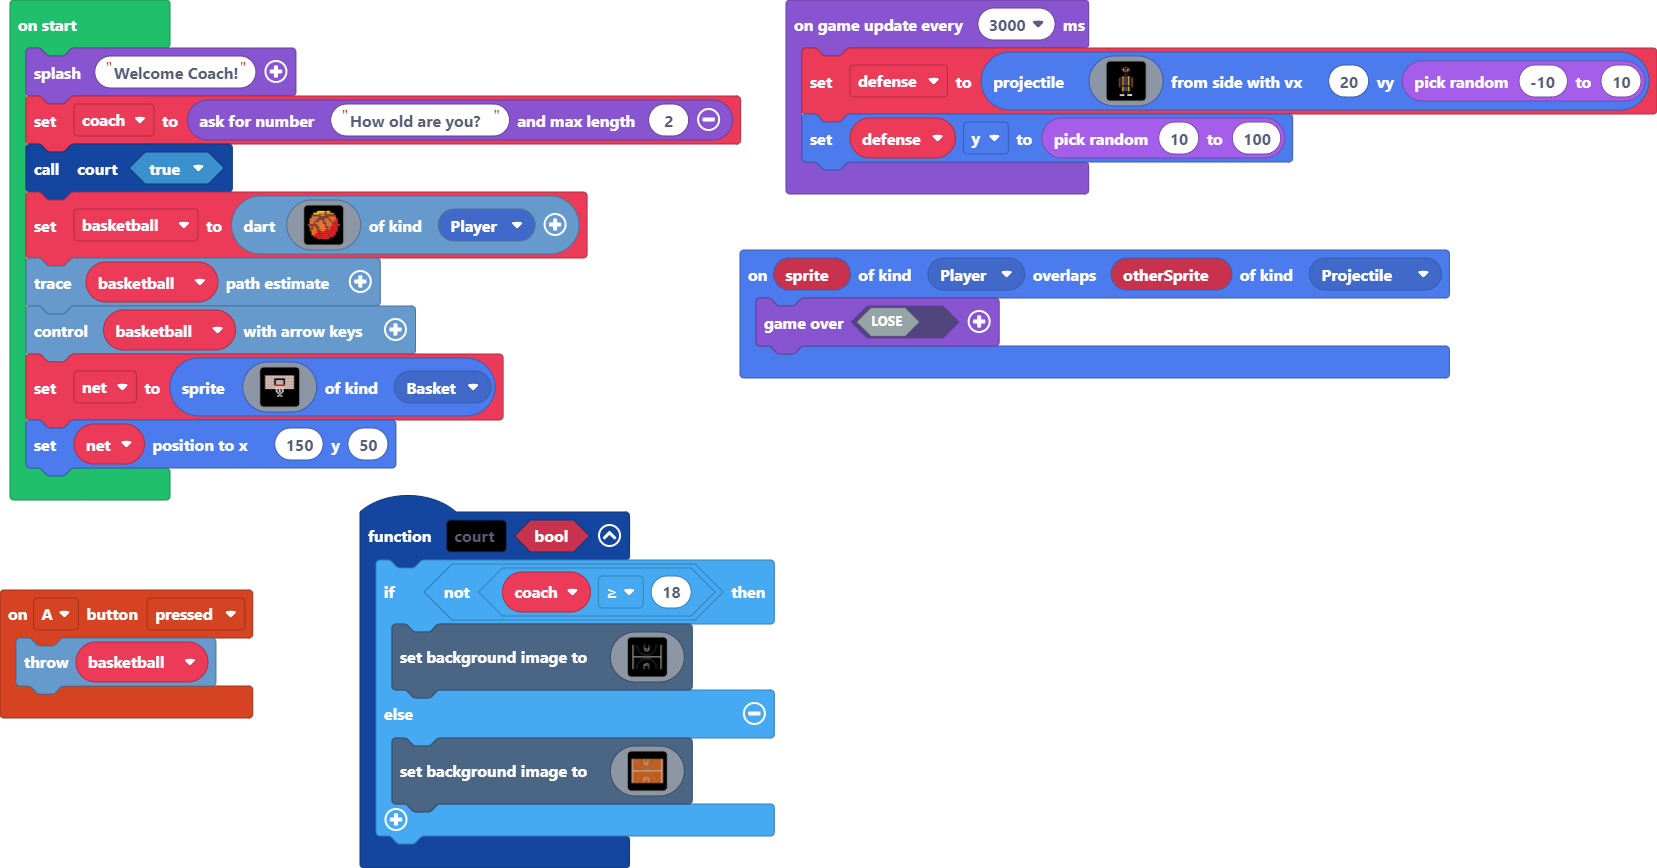 on start
splash "Welcome Coach!"
set coach to ask for number "How old are you? " and max length 2
call court true
set basketball to dart of kind Player
trace basketball path estimate
control basketball with arrow keys
set net to sprite of kind Basket
set net position to x 150 y 50
on game update every 3000 ms
set defense to projectile from side with vx 20 vy pick random -10 to 10
set defense y to pick random 10 to 100
on sprite of kind Player overlaps otherSprite of kind Projectile
game over LOSE
on A button pressed
throw basketball
function court bool
if not coach ≥ 18 then
set background image to
else
set background image to